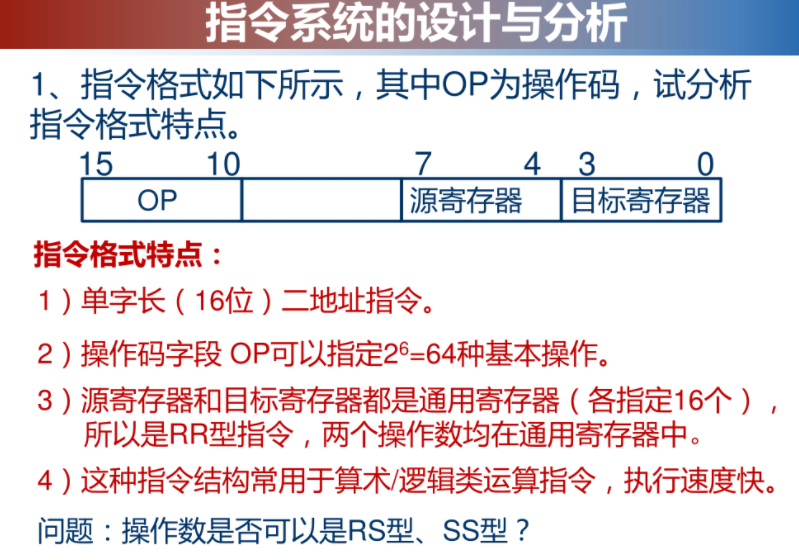 指令系统的设计与分析
1、指令格式如下所示，其中OP为操作码，试分析
指令格式特点。
15 10 7 4 3 0
OP 源寄存器 目标寄存器
指令格式特点：
1）单字长（16位）二地址指令。
2）操作码字段 OP可以指定2⁶=64种基本操作。
3）源寄存器和目标寄存器都是通用寄存器（各指定16个），
所以是RR型指令，两个操作数均在通用寄存器中。
4）这种指令结构常用于算术/逻辑类运算指令，执行速度快。
问题：操作数是否可以是RS型、SS型？